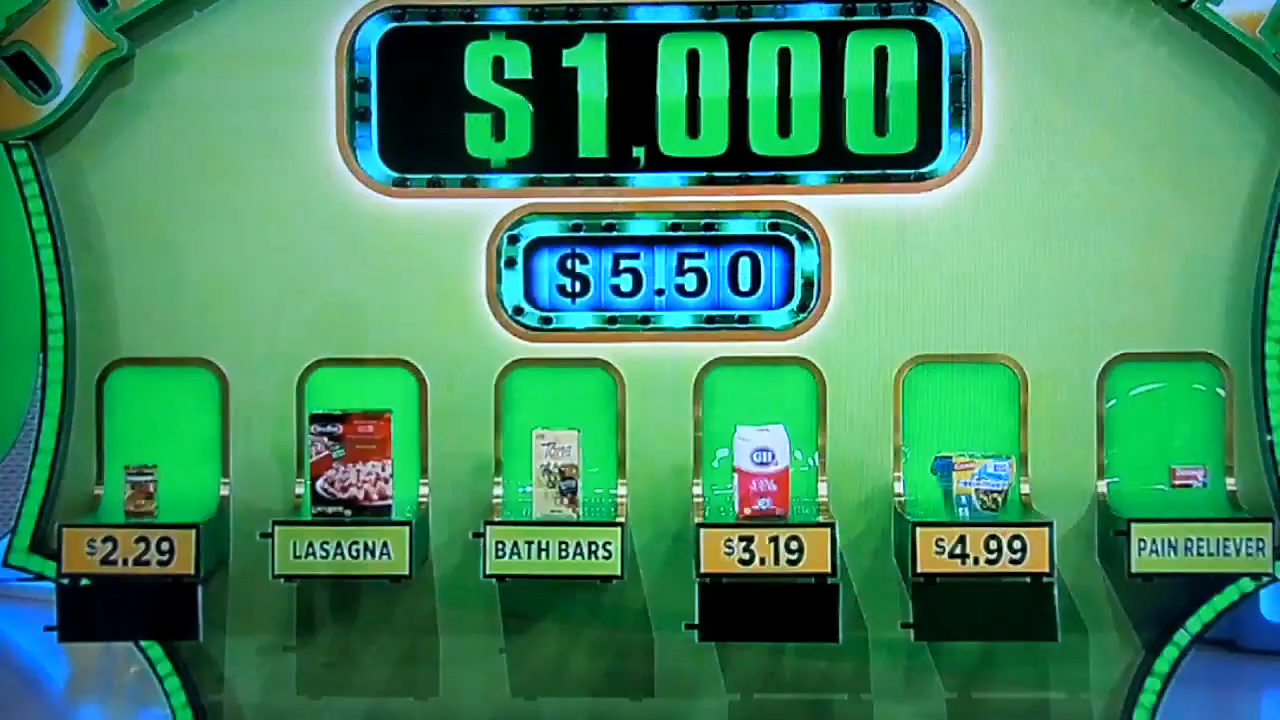 $1,000
$5.50
$2.29
LASAGNA
BATH BARS
$3.19
$4.99
PAIN RELIEVER